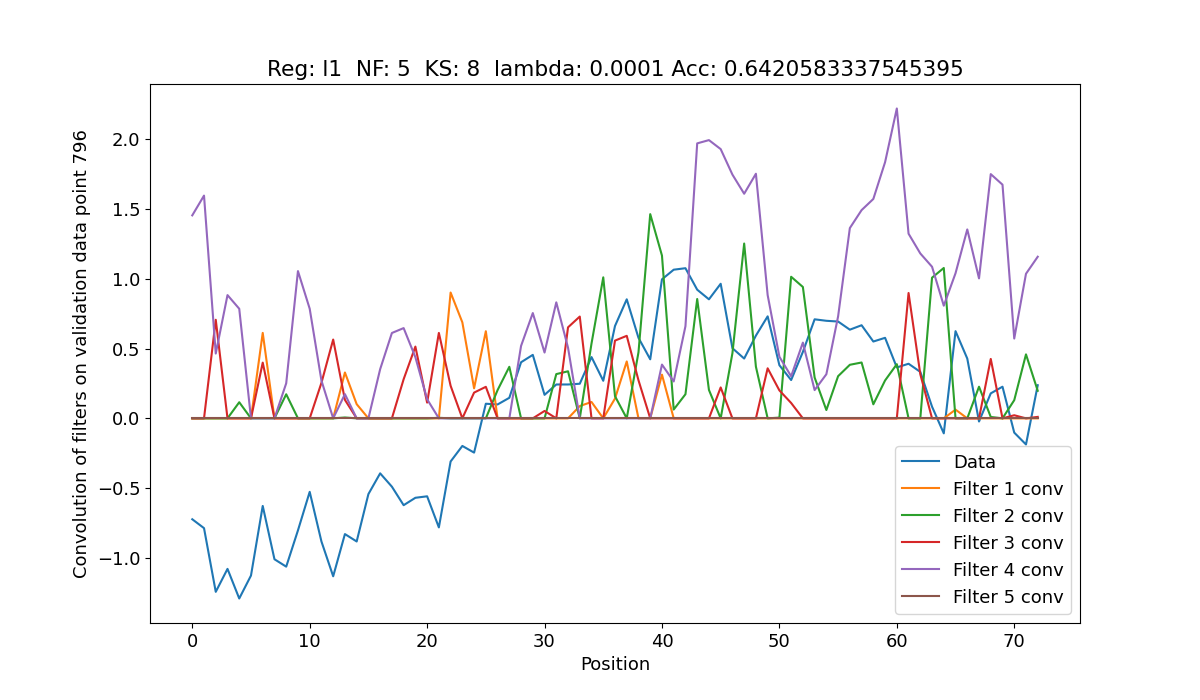 Reg: l1 NF: 5 KS: 8 lambda: 0.0001 Acc: 0.6420583337545395
Convolution of filters on validation data point 796
2.0
1.5
1.0
0.5
0.0
−0.5
−1.0
Data
Filter 1 conv
Filter 2 conv
Filter 3 conv
Filter 4 conv
Filter 5 conv
0 10 20 30 40 50 60 70
Position